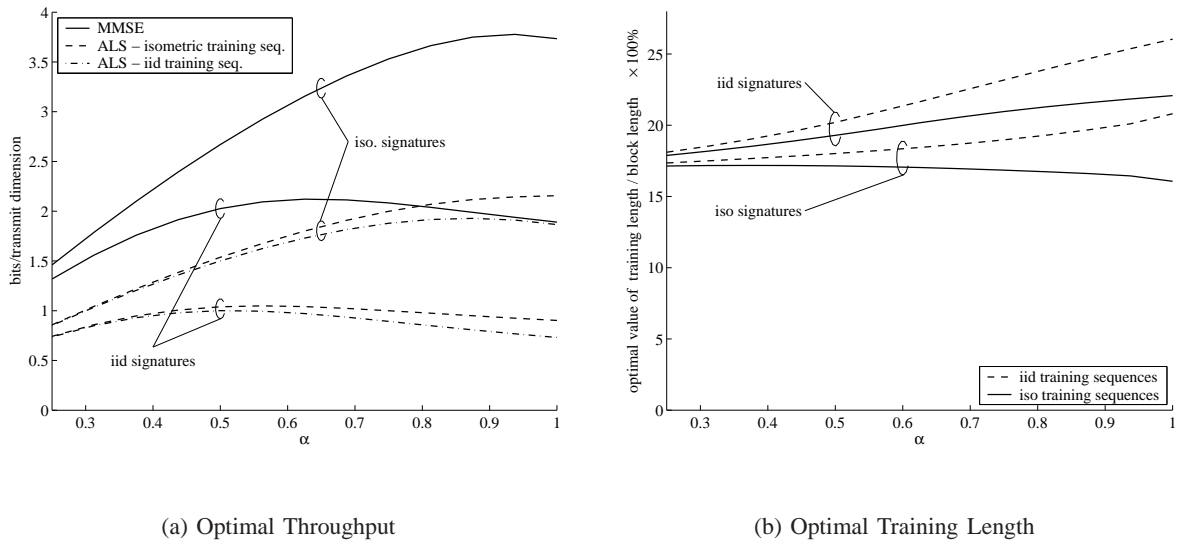 4
3.5
3
2.5
2
1.5
1
0.5
0
bits/transmit dimension
MMSE
ALS – isometric training seq.
ALS – iid training seq.
iso. signatures
iid signatures
0.3 0.4 0.5 0.6 0.7 0.8 0.9 1
α
(a) Optimal Throughput
25
20
15
10
5
0
optimal value of training length / block length × 100%
iid signatures
iso signatures
iid training sequences
iso training sequences
0.3 0.4 0.5 0.6 0.7 0.8 0.9 1
α
(b) Optimal Training Length